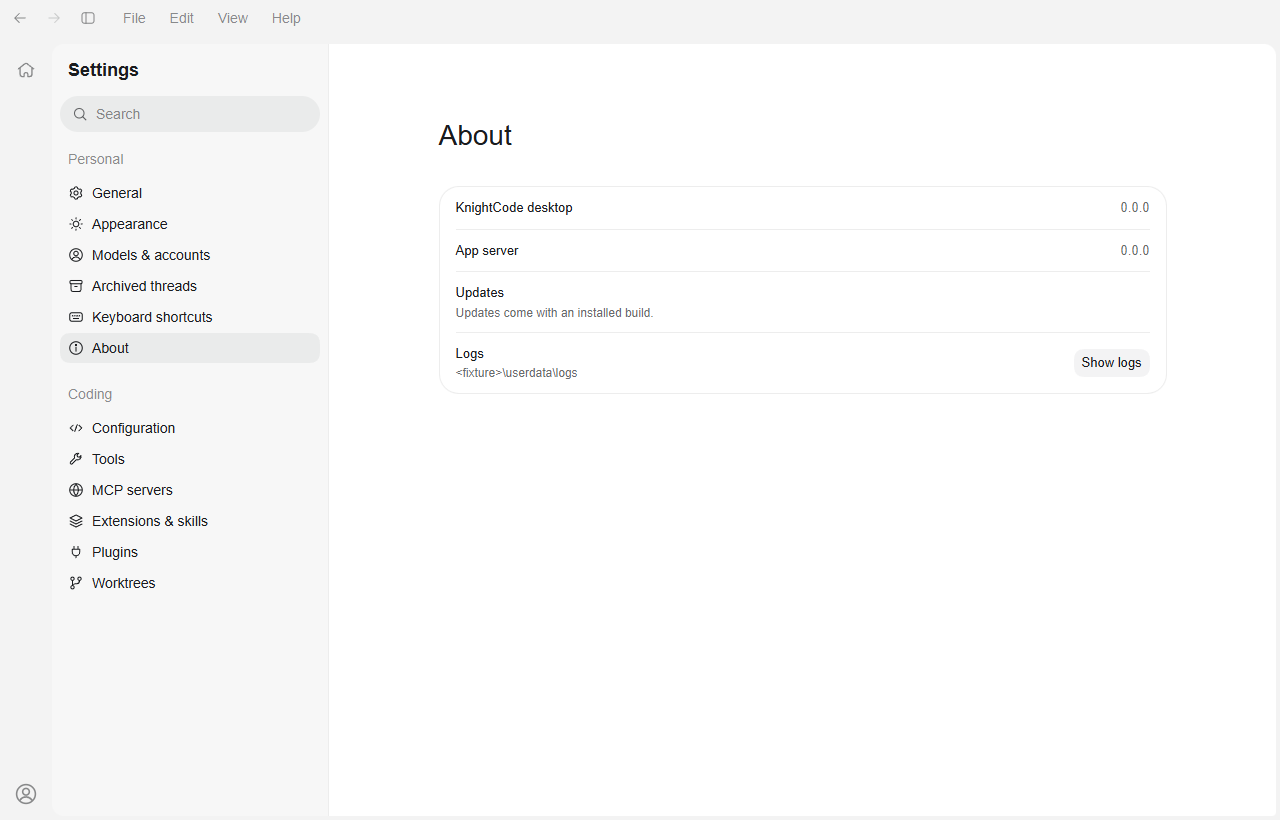 File Edit View Help
Settings
Search
Personal
General
Appearance
Models & accounts
Archived threads
Keyboard shortcuts
About
Coding
Configuration
Tools
MCP servers
Extensions & skills
Plugins
Worktrees
About
KnightCode desktop 0.0.0
App server 0.0.0
Updates
Updates come with an installed build.
Logs
<fixture>\userdata\logs
Show logs